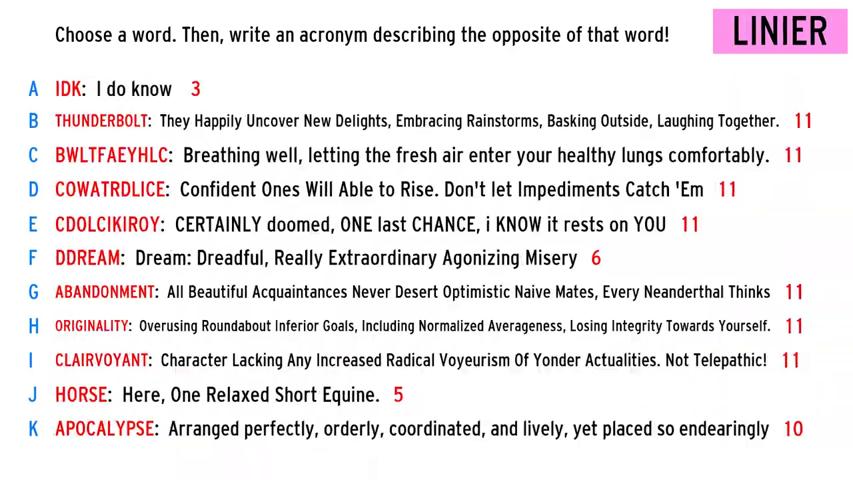 Choose a word. Then, write an acronym describing the opposite of that word!
LINIER
A IDK: I do know 3
B THUNDERBOLT: They Happily Uncover New Delights, Embracing Rainstorms, Basking Outside, Laughing Together. 11
C BWLTFAEYHLC: Breathing well, letting the fresh air enter your healthy lungs comfortably. 11
D COWATRDLICE: Confident Ones Will Able to Rise. Don't let Impediments Catch 'Em 11
E CDOLCIKIROY: CERTAINLY doomed, ONE last CHANCE, i KNOW it rests on YOU 11
F DDREAM: Dream: Dreadful, Really Extraordinary Agonizing Misery 6
G ABANDONMENT: All Beautiful Acquaintances Never Desert Optimistic Naive Mates, Every Neanderthal Thinks 11
H ORIGINALITY: Overusing Roundabout Inferior Goals, Including Normalized Averageness, Losing Integrity Towards Yourself. 11
I CLAIRVOYANT: Character Lacking Any Increased Radical Voyeurism Of Yonder Actualities. Not Telepathic! 11
J HORSE: Here, One Relaxed Short Equine. 5
K APOCALYPSE: Arranged perfectly, orderly, coordinated, and lively, yet placed so endearingly 10